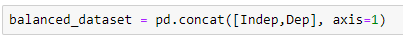 balanced_dataset = pd.concat([Indep,Dep], axis=1)